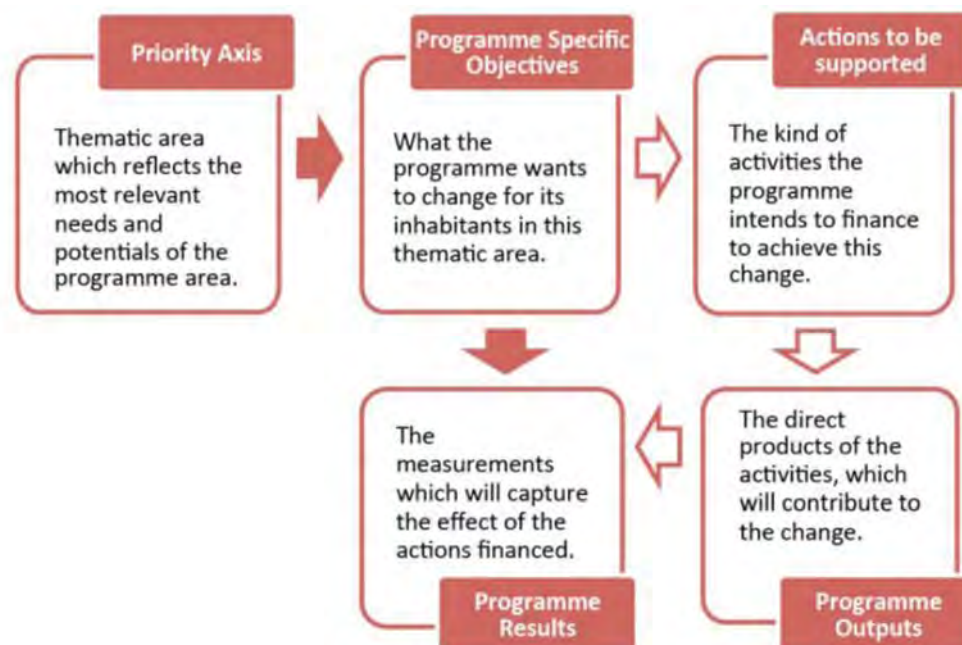 Priority Axis
Thematic area
which reflects the
most relevant
needs and
potentials of the
programme area.
Programme Specific
Objectives
What the
programme wants
to change for its
inhabitants in this
thematic area.
Actions to be
supported
The kind of
activities the
programme
intends to finance
to achieve this
change.
The
measurements
which will capture
the effect of the
actions financed.
Programme
Results
The direct
products of the
activities, which
will contribute to
the change.
Programme
Outputs